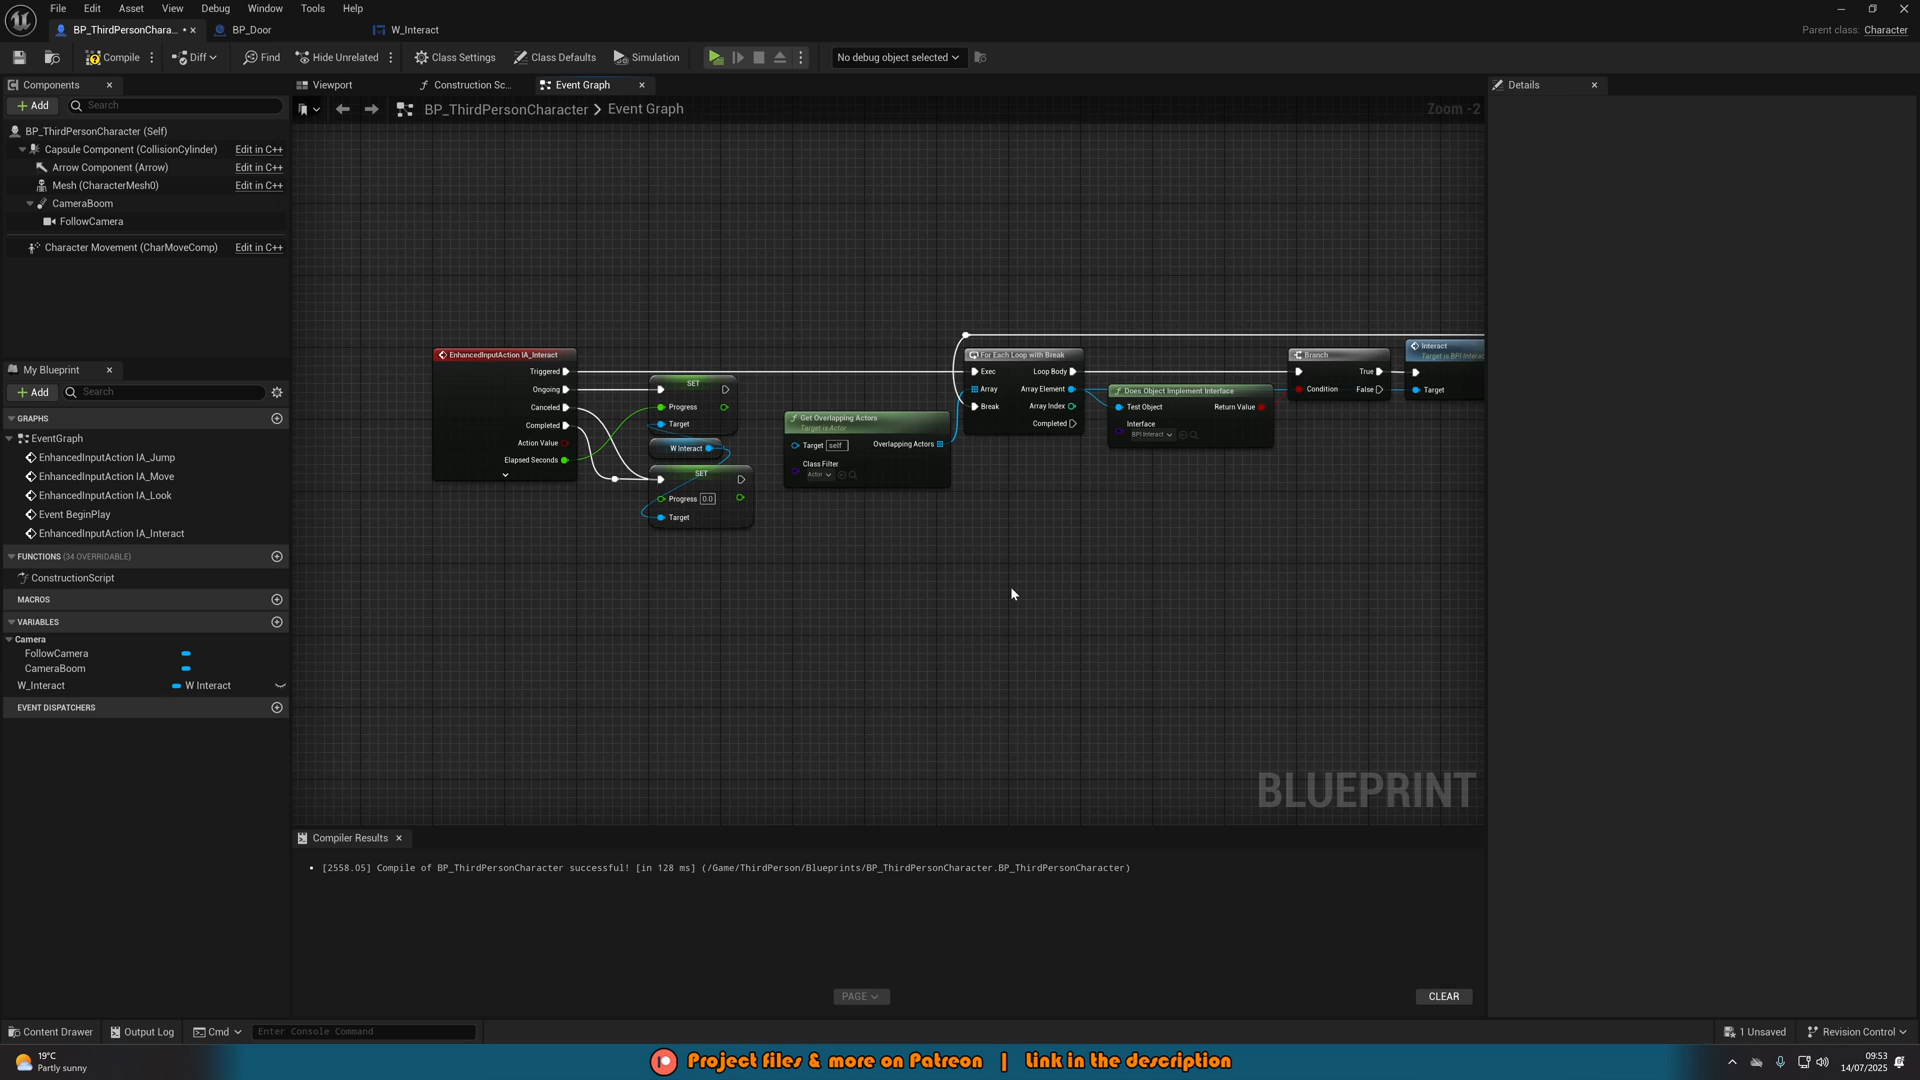 File Edit Asset View Debug Window Tools Help
BP_ThirdPersonChara... • BP_Door W_Interact
Parent class: Character
Compile Diff Find Hide Unrelated Class Settings Class Defaults Simulation No debug object selected
Components
Viewport Construction Sc... Event Graph
Details
Add Search
BP_ThirdPersonCharacter > Event Graph
Zoom -2
BP_ThirdPersonCharacter (Self)
Capsule Component (CollisionCylinder) Edit in C++
Arrow Component (Arrow) Edit in C++
Mesh (CharacterMesh0) Edit in C++
CameraBoom
FollowCamera
Character Movement (CharMoveComp) Edit in C++
My Blueprint
Add Search
GRAPHS
EventGraph
EnhancedInputAction IA_Jump
EnhancedInputAction IA_Move
EnhancedInputAction IA_Look
Event BeginPlay
EnhancedInputAction IA_Interact
FUNCTIONS (34 OVERRIDABLE)
ConstructionScript
MACROS
VARIABLES
Camera
FollowCamera
CameraBoom
W_Interact W Interact
EVENT DISPATCHERS
EnhancedInputAction IA_Interact
Triggered
Ongoing
Canceled
Completed
Action Value
Elapsed Seconds
SET
Progress
Target
W Interact
SET
Progress 0.0
Target
Get Overlapping Actors
Target is Actor
Target self
Overlapping Actors
Class Filter
Actor
For Each Loop with Break
Exec Loop Body
Array Array Element
Break Array Index
Completed
Does Object Implement Interface
Test Object Return Value
Interface
BPI Interact
Branch
True
Condition False
Interact
Target is BPI Interac
Target
BLUEPRINT
Compiler Results
• [2558.05] Compile of BP_ThirdPersonCharacter successful! [in 128 ms] (/Game/ThirdPerson/Blueprints/BP_ThirdPersonCharacter.BP_ThirdPersonCharacter)
PAGE
CLEAR
Content Drawer Output Log Cmd Enter Console Command
1 Unsaved Revision Control
19°C
Partly sunny
Project files & more on Patreon | Link in the description
09:53
14/07/2025